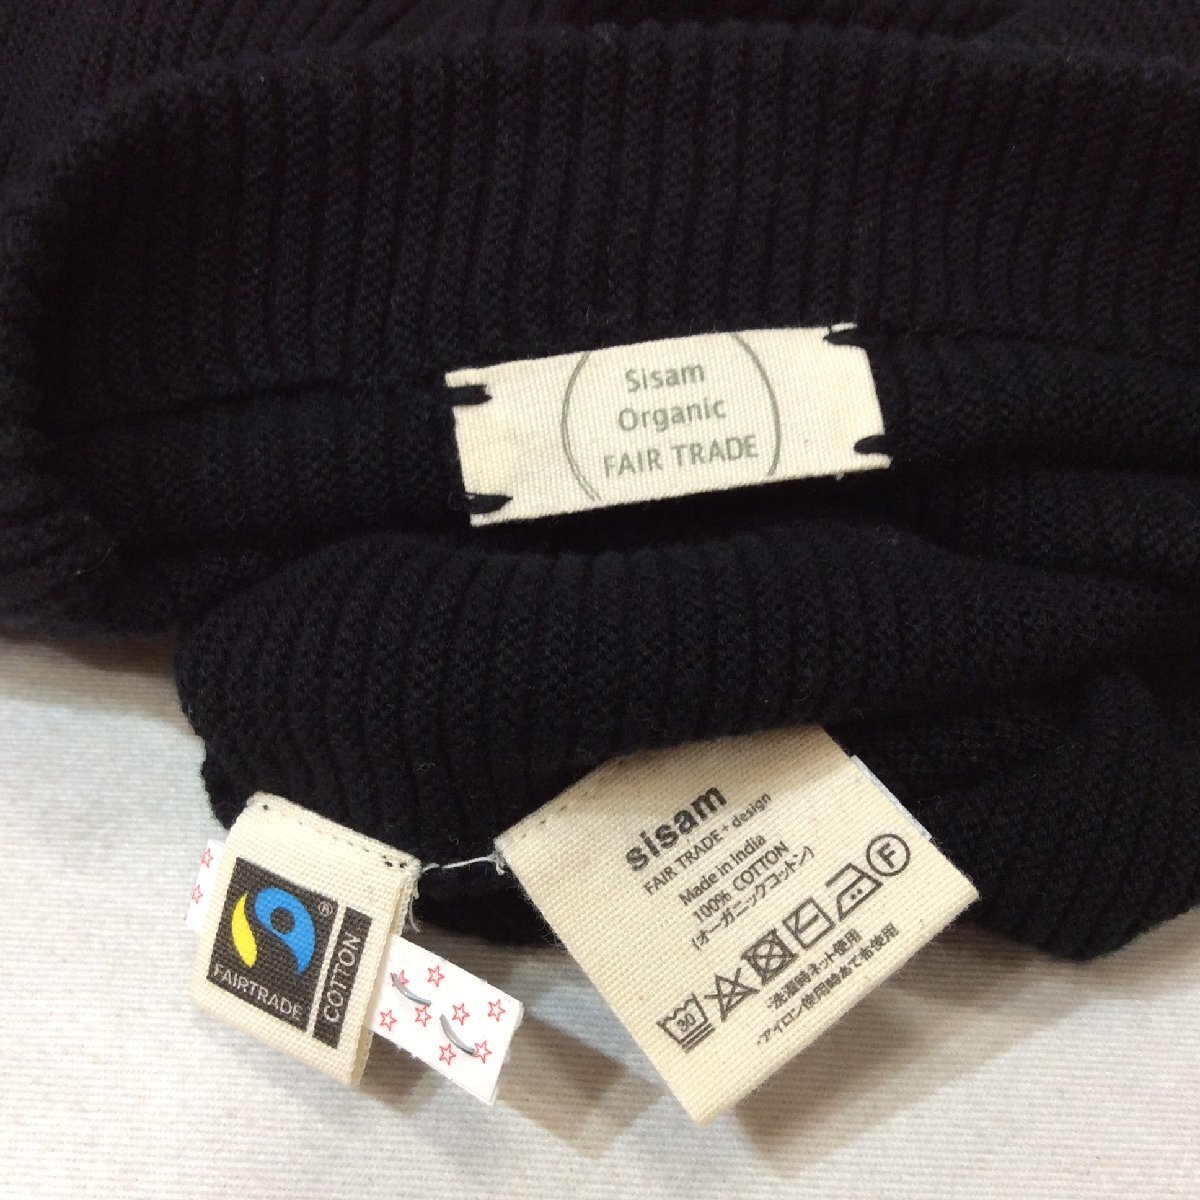 Sisam
Organic
FAIR TRADE
sisam
FAIR TRADE + design
Made in India
100% COTTON
(オーガニックコットン)
30
F
・洗濯時ネット使用
・アイロン使用時あて布使用
®
FAIRTRADE
COTTON